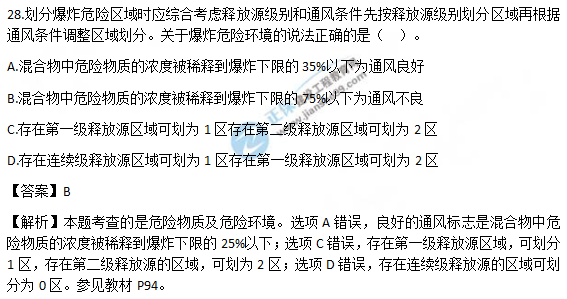 28.划分爆炸危险区域时应综合考虑释放源级别和通风条件先按释放源级别划分区域再根据
通风条件调整区域划分。关于爆炸危险环境的说法正确的是（ ）。
A.混合物中危险物质的浓度被稀释到爆炸下限的35%以下为通风良好
B.混合物中危险物质的浓度被稀释到爆炸下限的 75%以下为通风不良
C.存在第一级释放源区域可划为 1 区存在第二级释放源区域可划为 2 区
D.存在连续级释放源区域可划为 1 区存在第一级释放源区域可划为 2 区
【答案】B
【解析】本题考查的是危险物质及危险环境。选项 A 错误，良好的通风标志是混合物中危
险物质的浓度被稀释到爆炸下限的 25%以下；选项 C 错误，存在第一级释放源区域，可划分
1 区，存在第二级释放源的区域，可划为 2 区；选项 D 错误，存在连续级释放源的区域可划
分为 0 区。参见教材 P94。